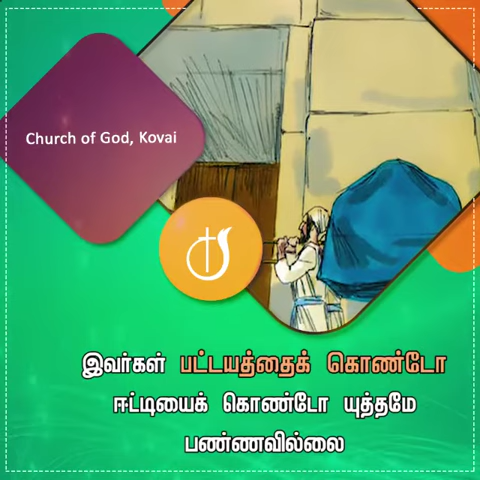 Church of God, Kovai
இவர்கள் பட்டயத்தைக் கொண்டோ
ஈட்டியைக் கொண்டோ யுத்தமே
பண்ணவில்லை